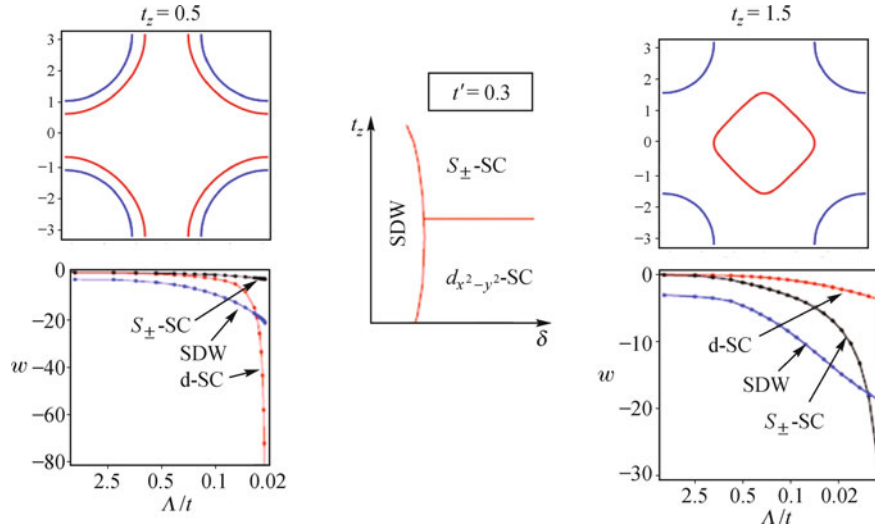 t_z = 0.5
3
2
1
0
−1
−2
−3
0
−20
−40
−60
−80
w
S±-SC
SDW
d-SC
2.5 0.5 0.1 0.02
Λ/t
t′ = 0.3
t_z
S±-SC
SDW
d_{x²−y²}-SC
δ
t_z = 1.5
3
2
1
0
−1
−2
−3
0
−10
−20
−30
w
d-SC
SDW
S±-SC
2.5 0.5 0.1 0.02
Λ/t